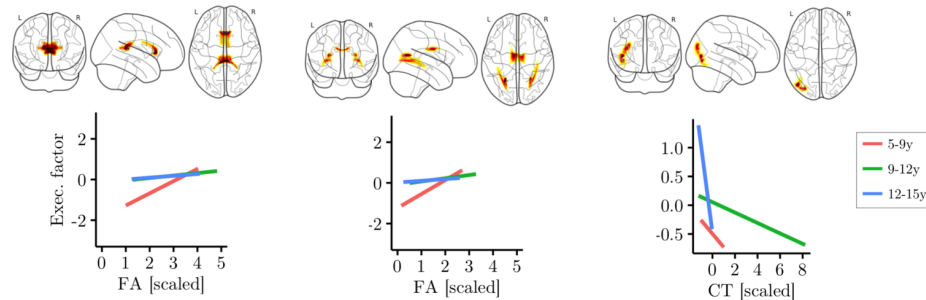 L R L R L R L R L R L R
Exec. factor
2
0
-2
0 1 2 3 4 5
FA [scaled]
2
0
-2
0 1 2 3 4 5
FA [scaled]
1.0
0.5
0.0
-0.5
0 2 4 6 8
CT [scaled]
5-9y
9-12y
12-15y